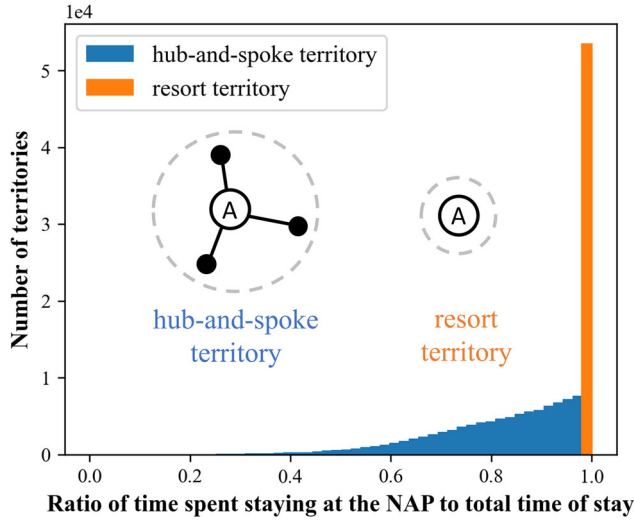 1e4
hub-and-spoke territory
resort territory
5
4
3
2
1
0
Number of territories
A
A
hub-and-spoke
territory
resort
territory
0.0 0.2 0.4 0.6 0.8 1.0
Ratio of time spent staying at the NAP to total time of stay